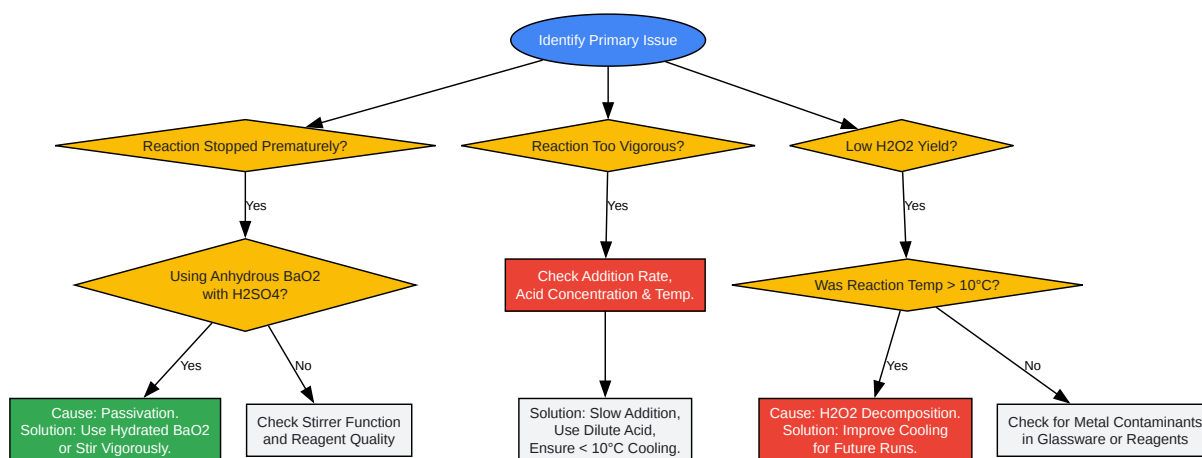 Identify Primary Issue
Reaction Stopped Prematurely?
Reaction Too Vigorous?
Low H2O2 Yield?
Yes
Yes
Yes
Using Anhydrous BaO2
with H2SO4?
Check Addition Rate,
Acid Concentration & Temp.
Was Reaction Temp > 10°C?
Yes
No
Yes
No
Cause: Passivation.
Solution: Use Hydrated BaO2
or Stir Vigorously.
Check Stirrer Function
and Reagent Quality
Solution: Slow Addition,
Use Dilute Acid,
Ensure < 10°C Cooling.
Cause: H2O2 Decomposition.
Solution: Improve Cooling
for Future Runs.
Check for Metal Contaminants
in Glassware or Reagents